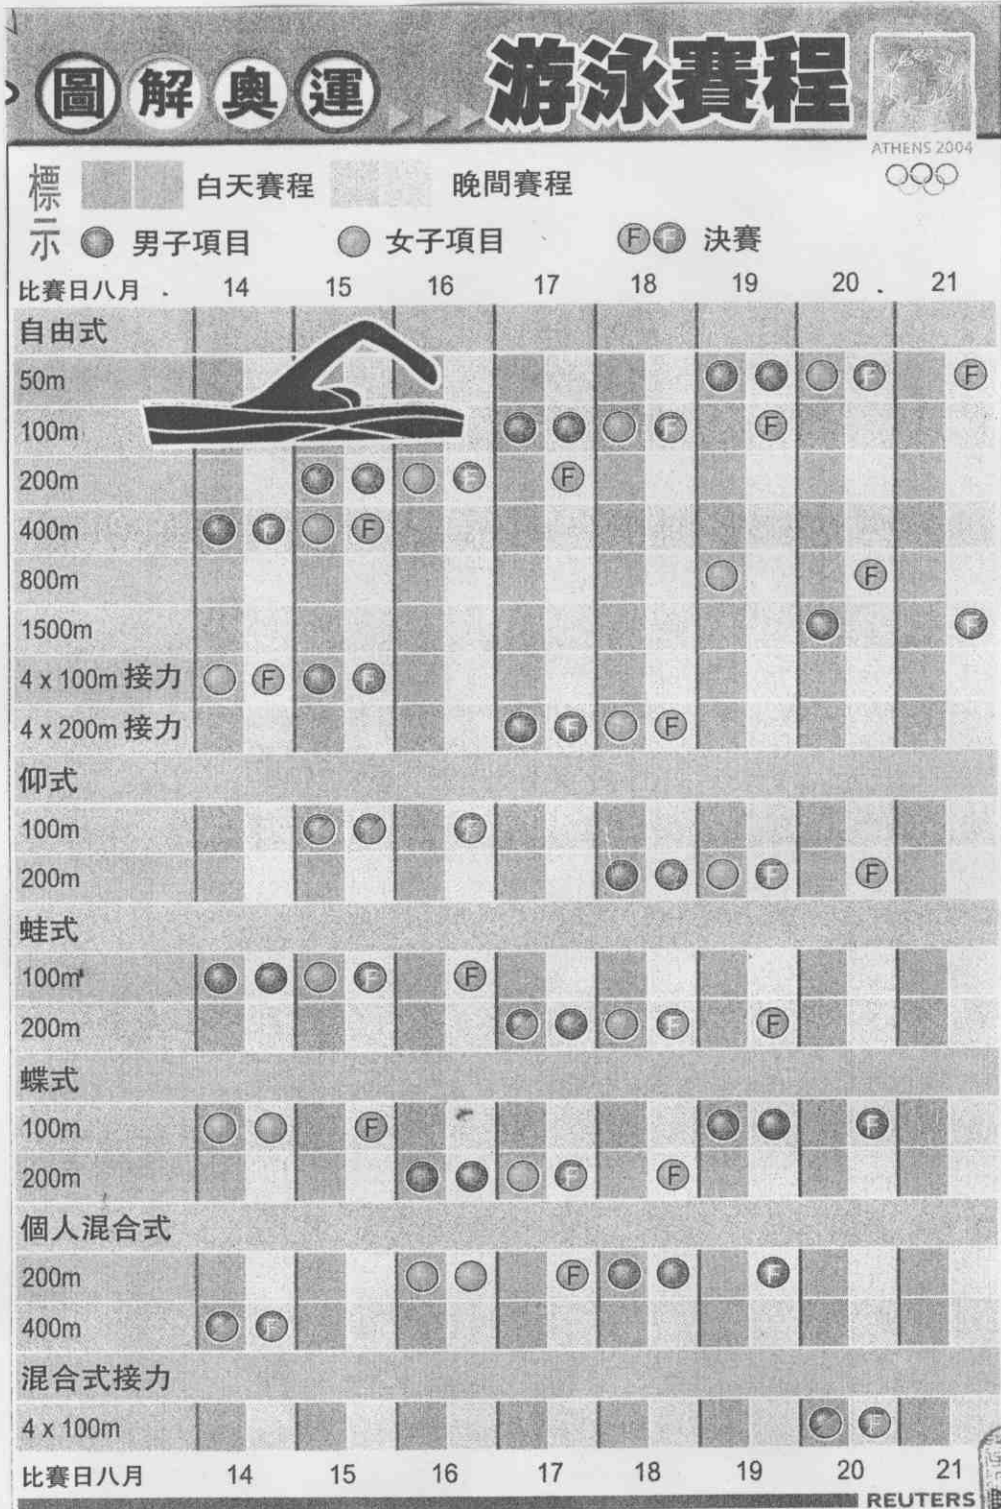 圖解奧運 游泳賽程
ATHENS 2004
標示 白天賽程 晚間賽程
男子項目 女子項目 F F 決賽
比賽日八月 14 15 16 17 18 19 20 21
自由式
50m F F
100m F F
200m F F
400m F F
800m F
1500m F
4 x 100m 接力 F F
4 x 200m 接力 F F
仰式
100m F
200m F F
蛙式
100m F F
200m F F
蝶式
100m F F
200m F F
個人混合式
200m F F
400m F
混合式接力
4 x 100m F
比賽日八月 14 15 16 17 18 19 20 21
REUTERS